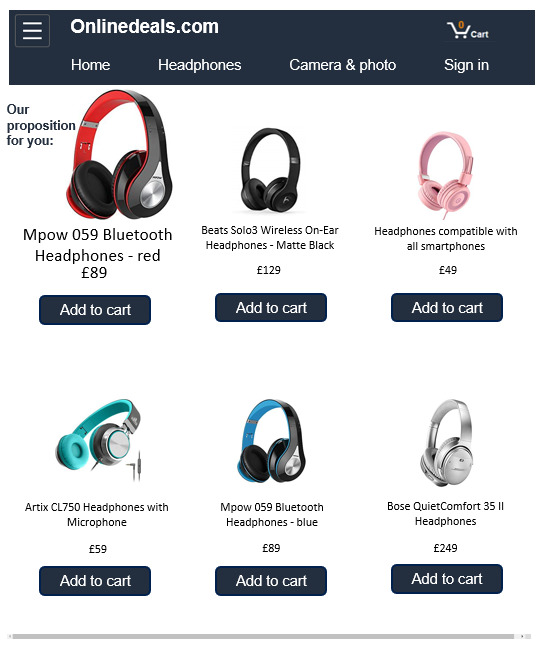 Onlinedeals.com
0
Cart
Home Headphones Camera & photo Sign in
Our
proposition
for you:
Mpow 059 Bluetooth
Headphones - red
£89
Add to cart
Beats Solo3 Wireless On-Ear
Headphones - Matte Black
£129
Add to cart
Headphones compatible with
all smartphones
£49
Add to cart
Artix CL750 Headphones with
Microphone
£59
Add to cart
Mpow 059 Bluetooth
Headphones - blue
£89
Add to cart
Bose QuietComfort 35 II
Headphones
£249
Add to cart